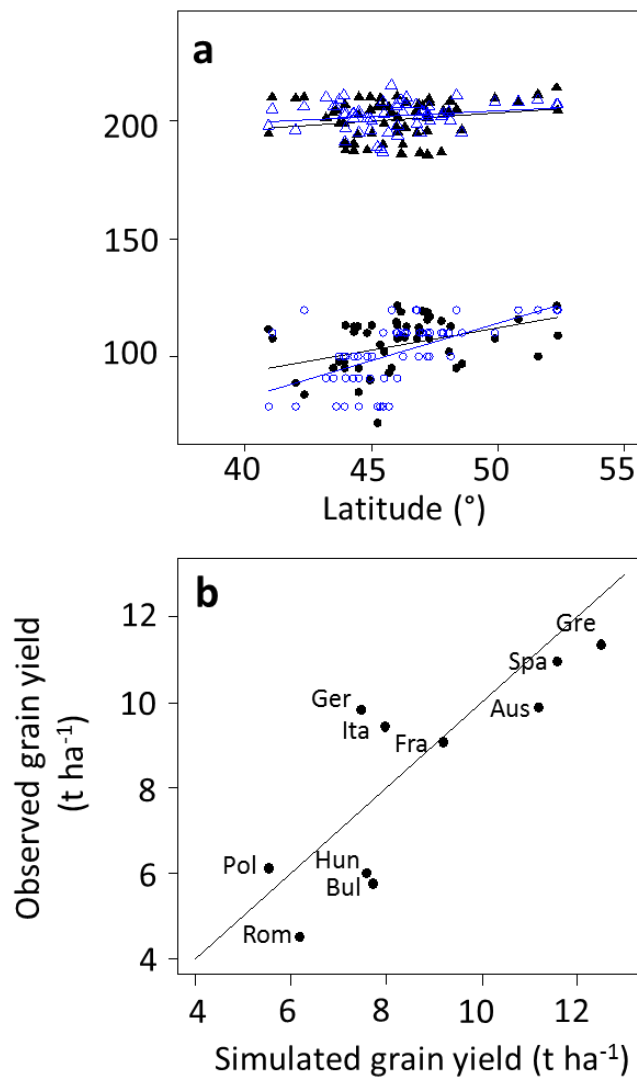 a
200
150
100
40
45
50
55
Latitude (°)
b
12
10
8
6
4
Observed grain yield
(t ha⁻¹)
Gre
Spa
Aus
Ger
Ita
Fra
Pol
Hun
Bul
Rom
4
6
8
10
12
Simulated grain yield (t ha⁻¹)